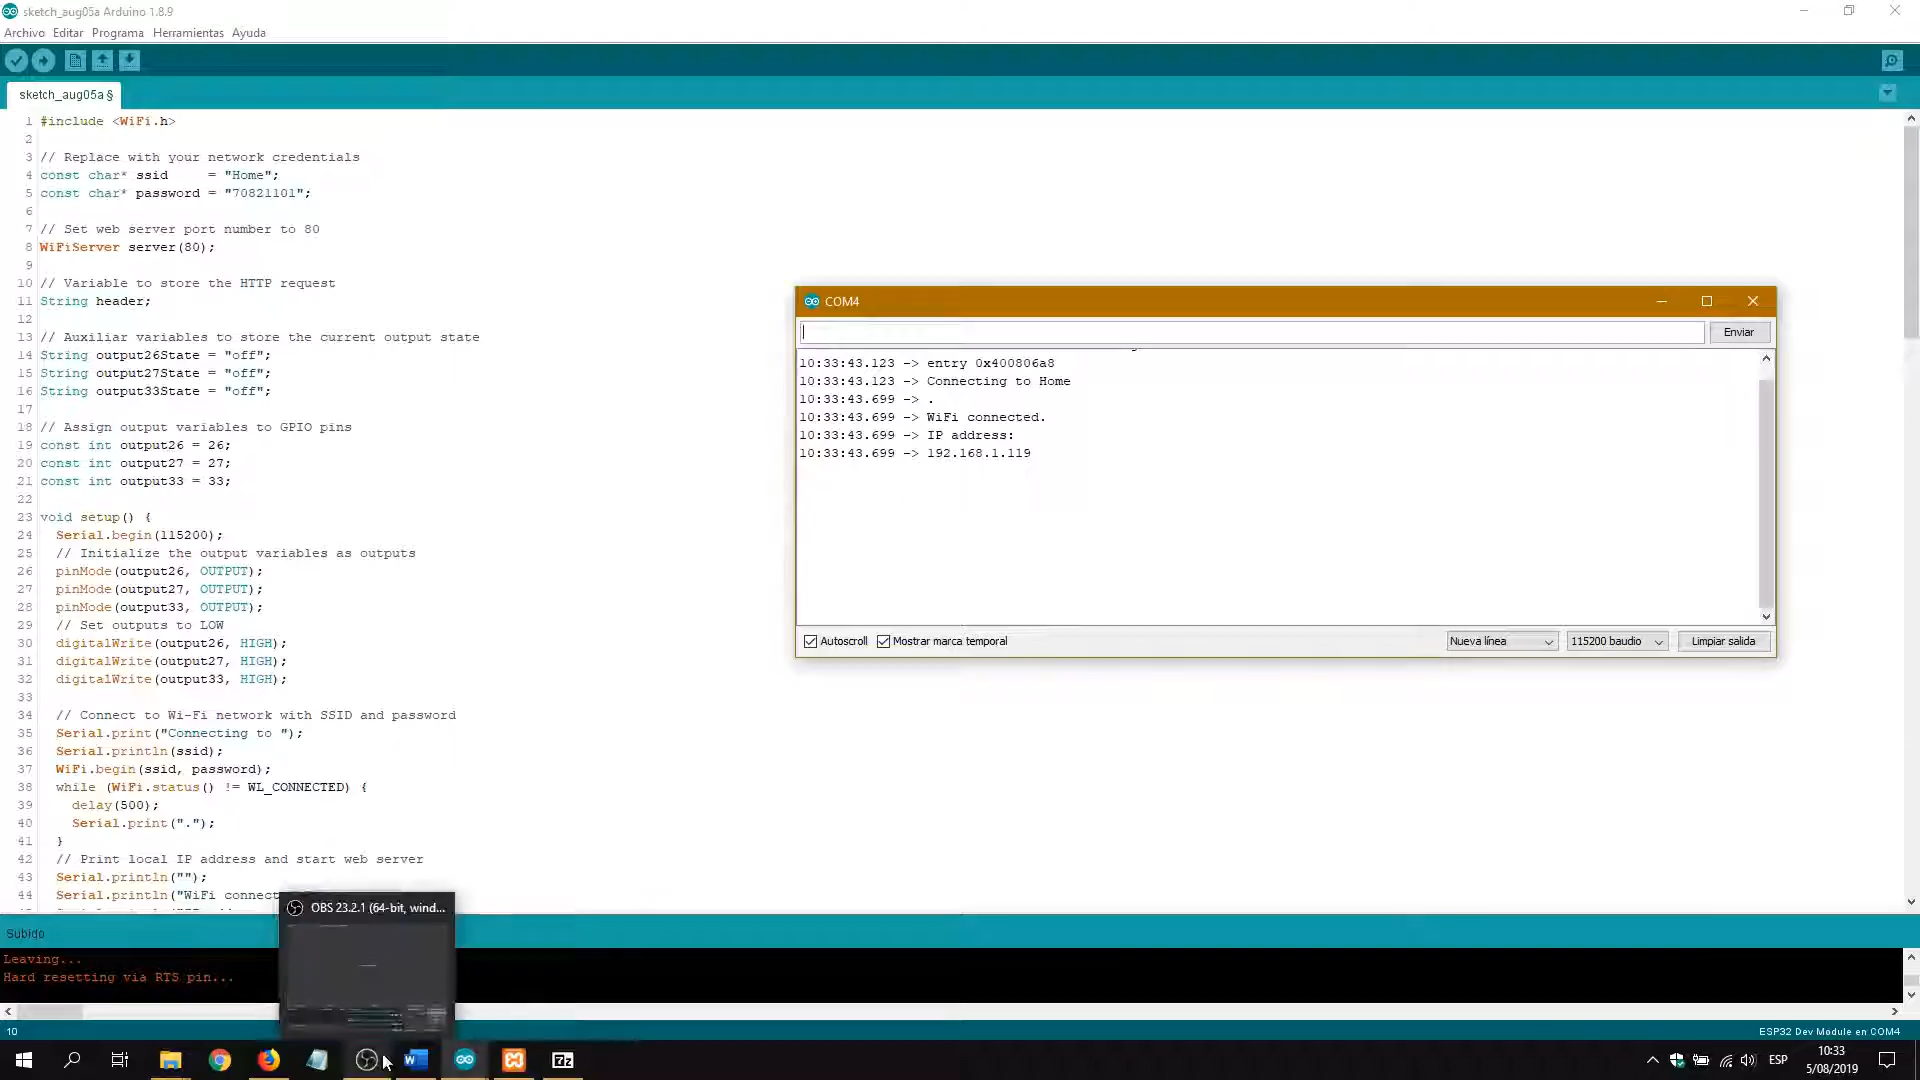 sketch_aug05a Arduino 1.8.9
Archivo Editar Programa Herramientas Ayuda
sketch_aug05a §
1 #include <WiFi.h>
2
3 // Replace with your network credentials
4 const char* ssid     = "Home";
5 const char* password = "70821101";
6
7 // Set web server port number to 80
8 WiFiServer server(80);
9
10 // Variable to store the HTTP request
11 String header;
12
13 // Auxiliar variables to store the current output state
14 String output26State = "off";
15 String output27State = "off";
16 String output33State = "off";
17
18 // Assign output variables to GPIO pins
19 const int output26 = 26;
20 const int output27 = 27;
21 const int output33 = 33;
22
23 void setup() {
24   Serial.begin(115200);
25   // Initialize the output variables as outputs
26   pinMode(output26, OUTPUT);
27   pinMode(output27, OUTPUT);
28   pinMode(output33, OUTPUT);
29   // Set outputs to LOW
30   digitalWrite(output26, HIGH);
31   digitalWrite(output27, HIGH);
32   digitalWrite(output33, HIGH);
33
34   // Connect to Wi-Fi network with SSID and password
35   Serial.print("Connecting to ");
36   Serial.println(ssid);
37   WiFi.begin(ssid, password);
38   while (WiFi.status() != WL_CONNECTED) {
39     delay(500);
40     Serial.print(".");
41   }
42   // Print local IP address and start web server
43   Serial.println("");
44   Serial.println("WiFi connect
COM4
Enviar
10:33:43.123 -> entry 0x400806a8
10:33:43.123 -> Connecting to Home
10:33:43.699 -> .
10:33:43.699 -> WiFi connected.
10:33:43.699 -> IP address:
10:33:43.699 -> 192.168.1.119
Autoscroll Mostrar marca temporal Nueva línea 115200 baudio Limpiar salida
OBS 23.2.1 (64-bit, wind...
Subido
Leaving...
Hard resetting via RTS pin...
10 ESP32 Dev Module en COM4
ESP 10:33
5/08/2019